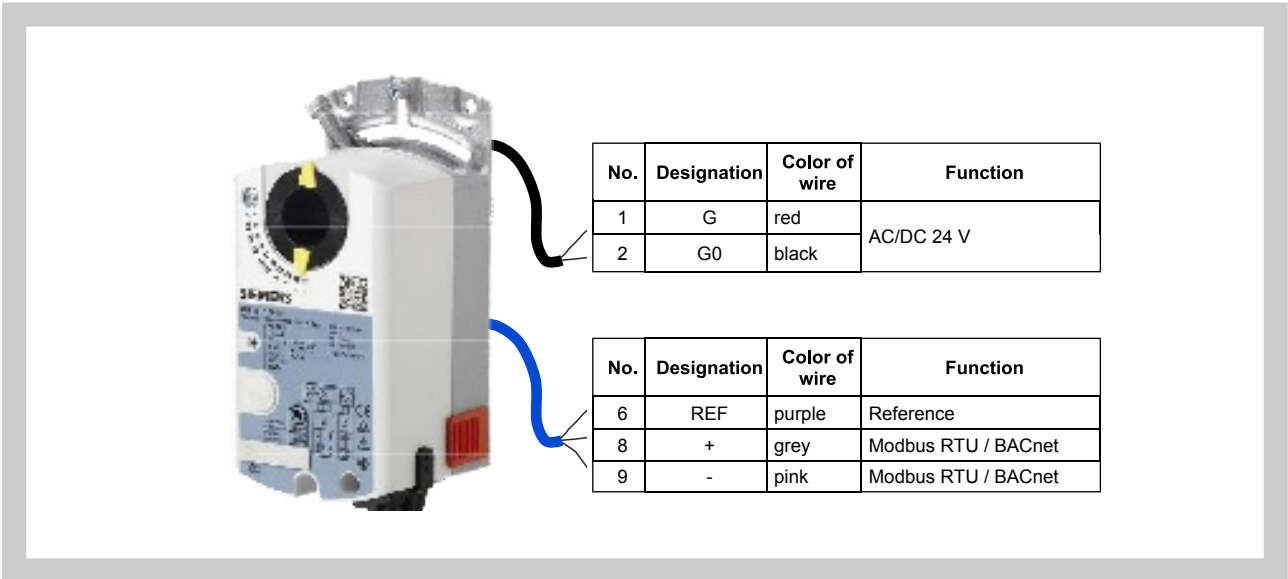 No. Designation Color of wire Function
1 G red AC/DC 24 V
2 G0 black
SIEMENS
No. Designation Color of wire Function
6 REF purple Reference
8 + grey Modbus RTU / BACnet
9 - pink Modbus RTU / BACnet